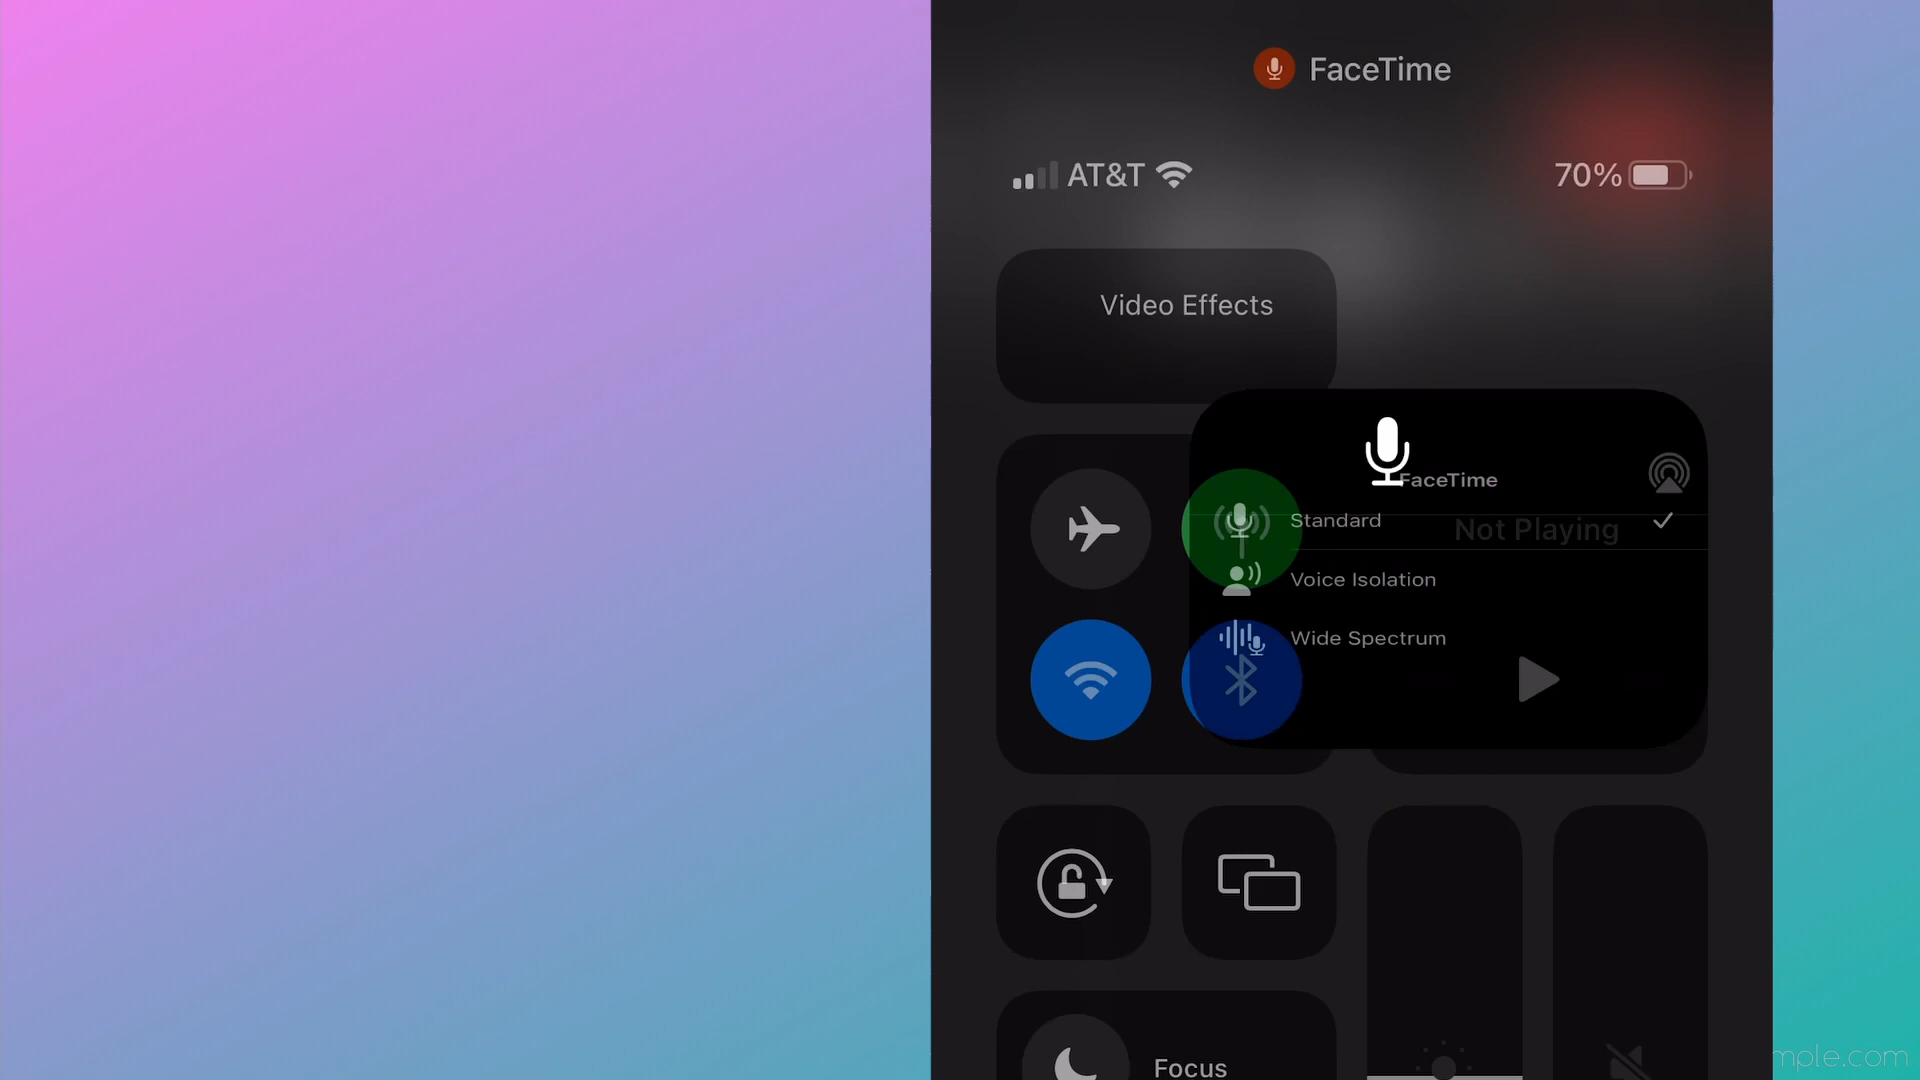 FaceTime
AT&T
70%
Video Effects
FaceTime
Standard
Not Playing
Voice Isolation
Wide Spectrum
Focus
mple.com